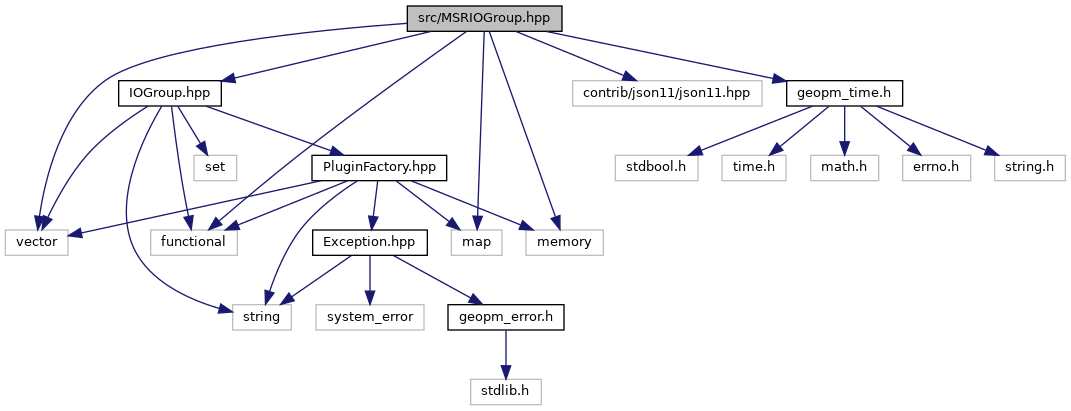 src/MSRIOGroup.hpp
IOGroup.hpp
contrib/json11/json11.hpp
geopm_time.h
set
PluginFactory.hpp
stdbool.h
time.h
math.h
errno.h
string.h
vector
functional
Exception.hpp
map
memory
string
system_error
geopm_error.h
stdlib.h